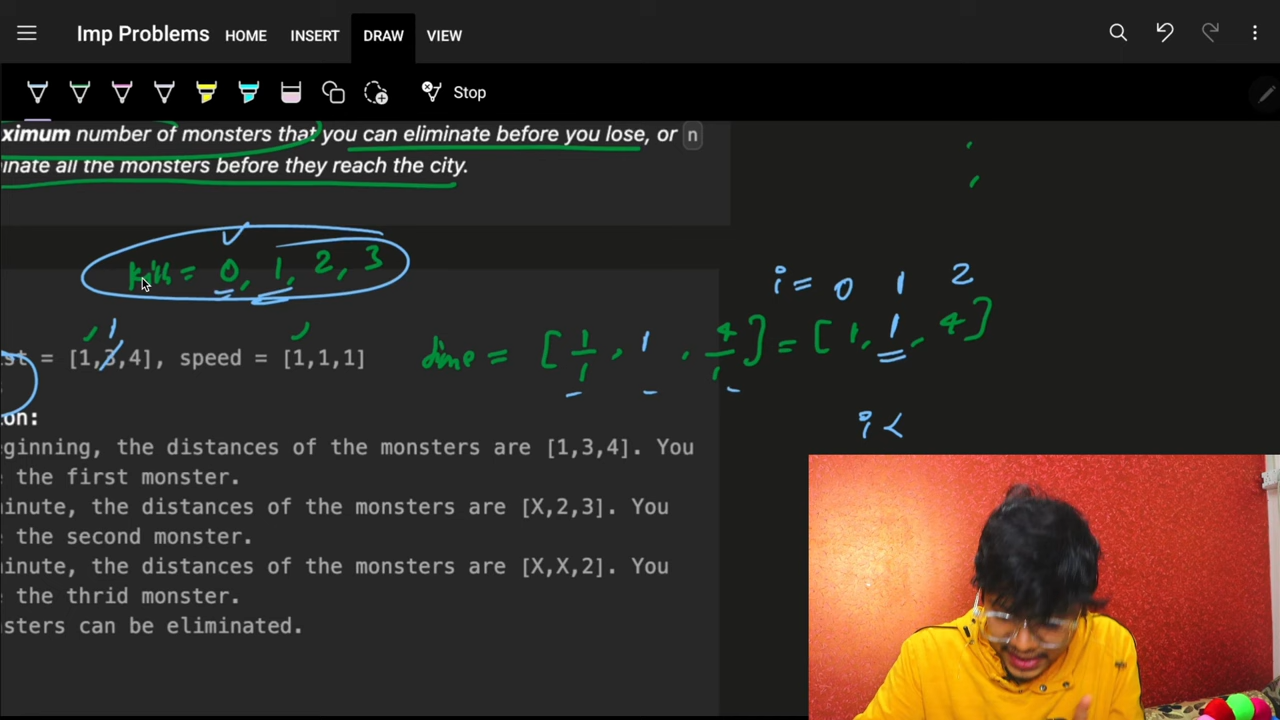 Imp Problems HOME INSERT DRAW VIEW
Stop
ximum number of monsters that you can eliminate before you lose, or n
inate all the monsters before they reach the city.
kill = 0, 1, 2, 3
i = 0 1 2
1
st = [1,3,4], speed = [1,1,1]
time = [1/1, 1, 4/1] = [1, 1, 4]
i <
on:
eginning, the distances of the monsters are [1,3,4]. You
e the first monster.
inute, the distances of the monsters are [X,2,3]. You
e the second monster.
inute, the distances of the monsters are [X,X,2]. You
e the thrid monster.
nsters can be eliminated.